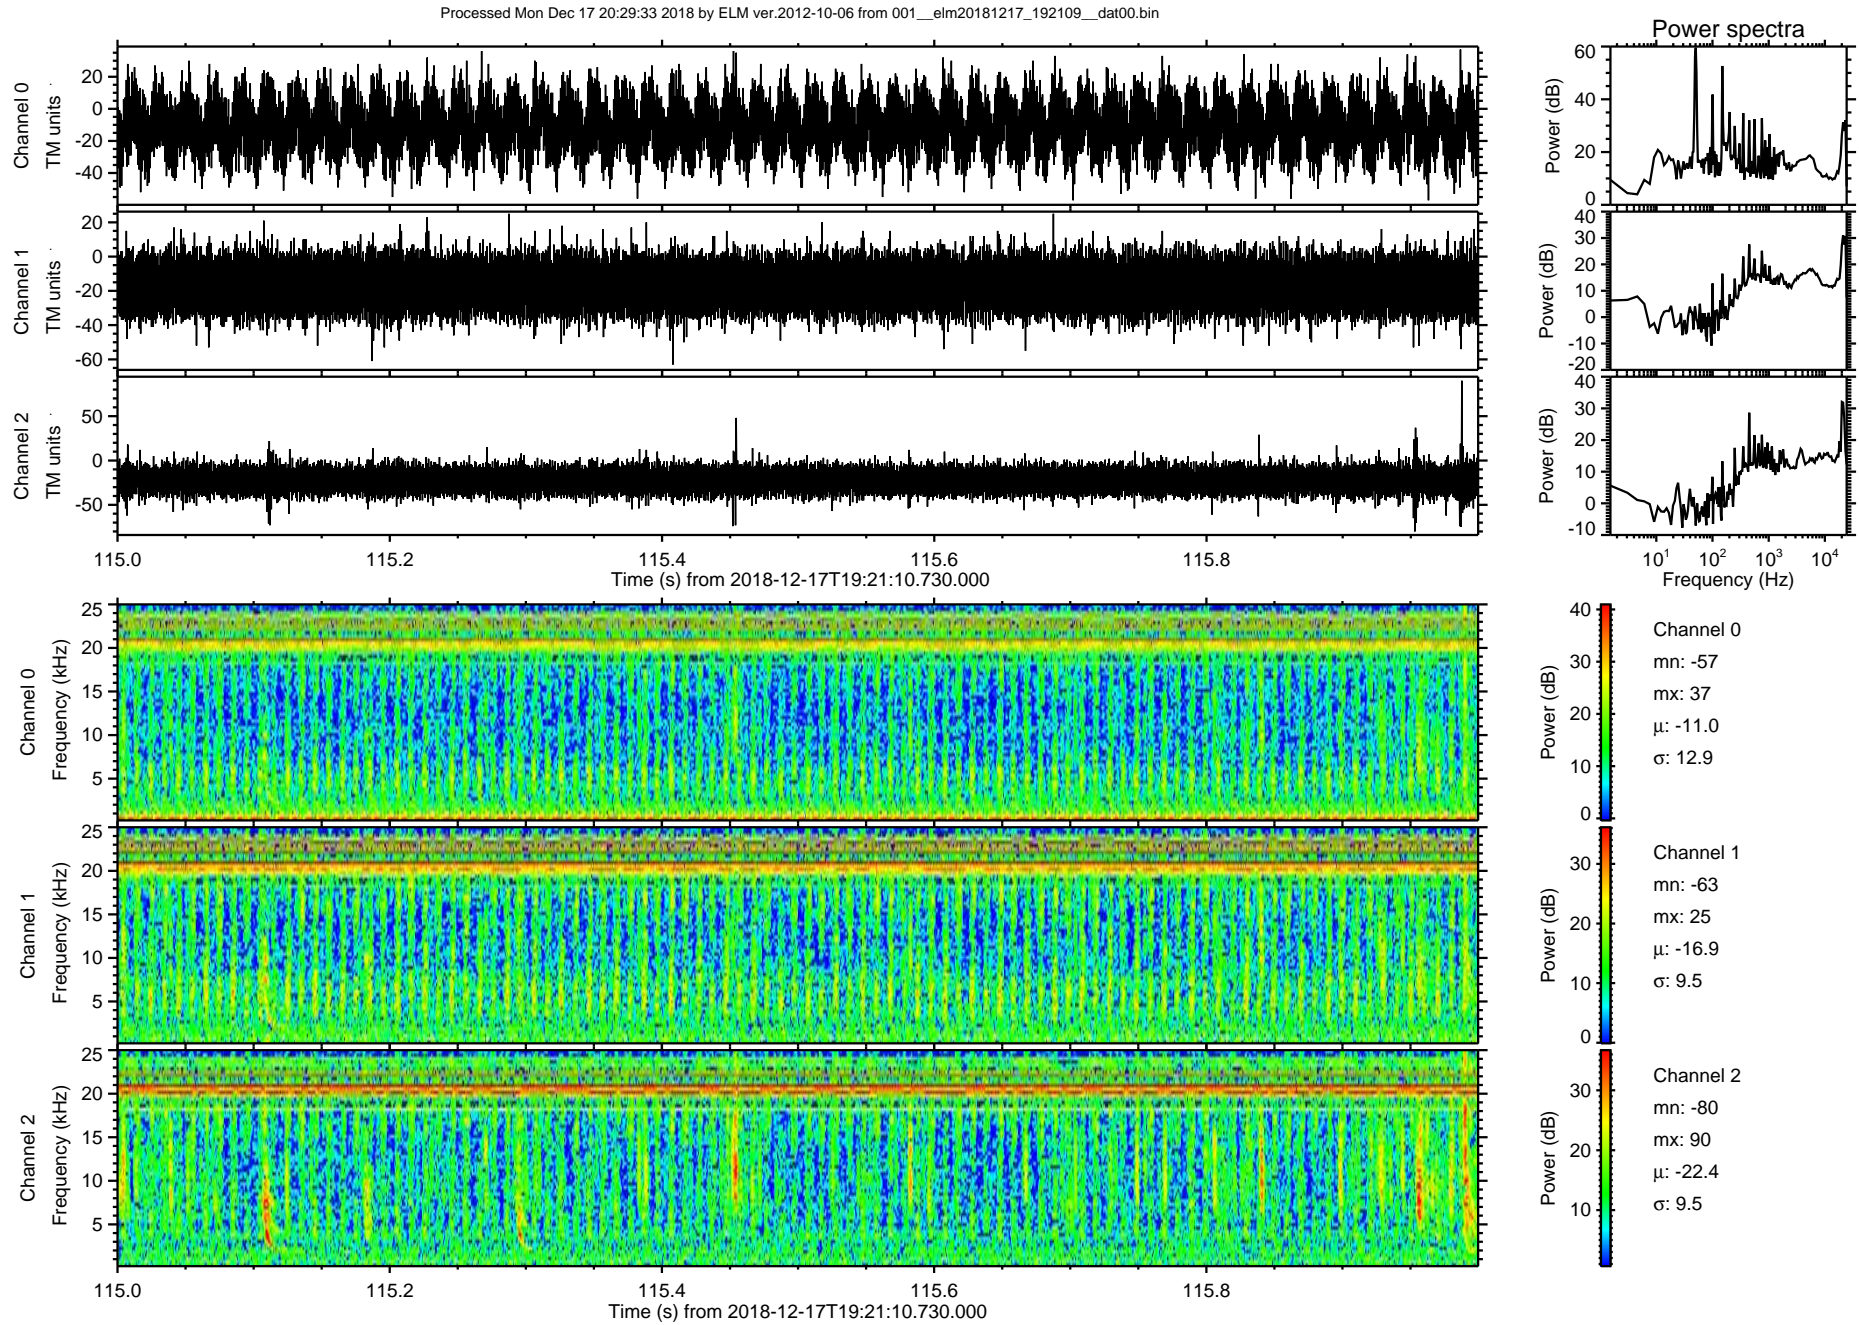 Processed Mon Dec 17 20:29:33 2018 by ELM ver.2012-10-06 from 001__elm20181217_192109__dat00.bin
Power spectra
Channel 0
TM units
20
0
-20
-40
Power (dB)
60
40
20
0
Channel 1
TM units
20
0
-20
-40
-60
Power (dB)
40
30
20
10
0
-10
-20
Channel 2
TM units
50
0
-50
Power (dB)
40
30
20
10
0
-10
115.0 115.2 115.4 115.6 115.8
Time (s) from 2018-12-17T19:21:10.730.000
10^1 10^2 10^3 10^4
Frequency (Hz)
Channel 0
Frequency (kHz)
25
20
15
10
5
Power (dB)
40
30
20
10
0
Channel 0
mn: -57
mx: 37
μ: -11.0
σ: 12.9
Channel 1
Frequency (kHz)
25
20
15
10
5
Power (dB)
30
20
10
0
Channel 1
mn: -63
mx: 25
μ: -16.9
σ: 9.5
Channel 2
Frequency (kHz)
25
20
15
10
5
Power (dB)
30
20
10
Channel 2
mn: -80
mx: 90
μ: -22.4
σ: 9.5
115.0 115.2 115.4 115.6 115.8
Time (s) from 2018-12-17T19:21:10.730.000